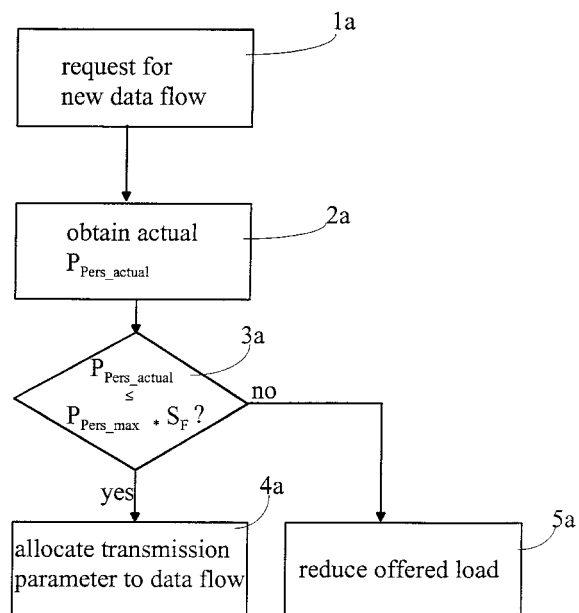 1a
request for
new data flow
2a
obtain actual
P_Pers_actual
3a
P_Pers_actual
≤
P_Pers_max * S_F ?
no
yes
4a
allocate transmission
parameter to data flow
5a
reduce offered load